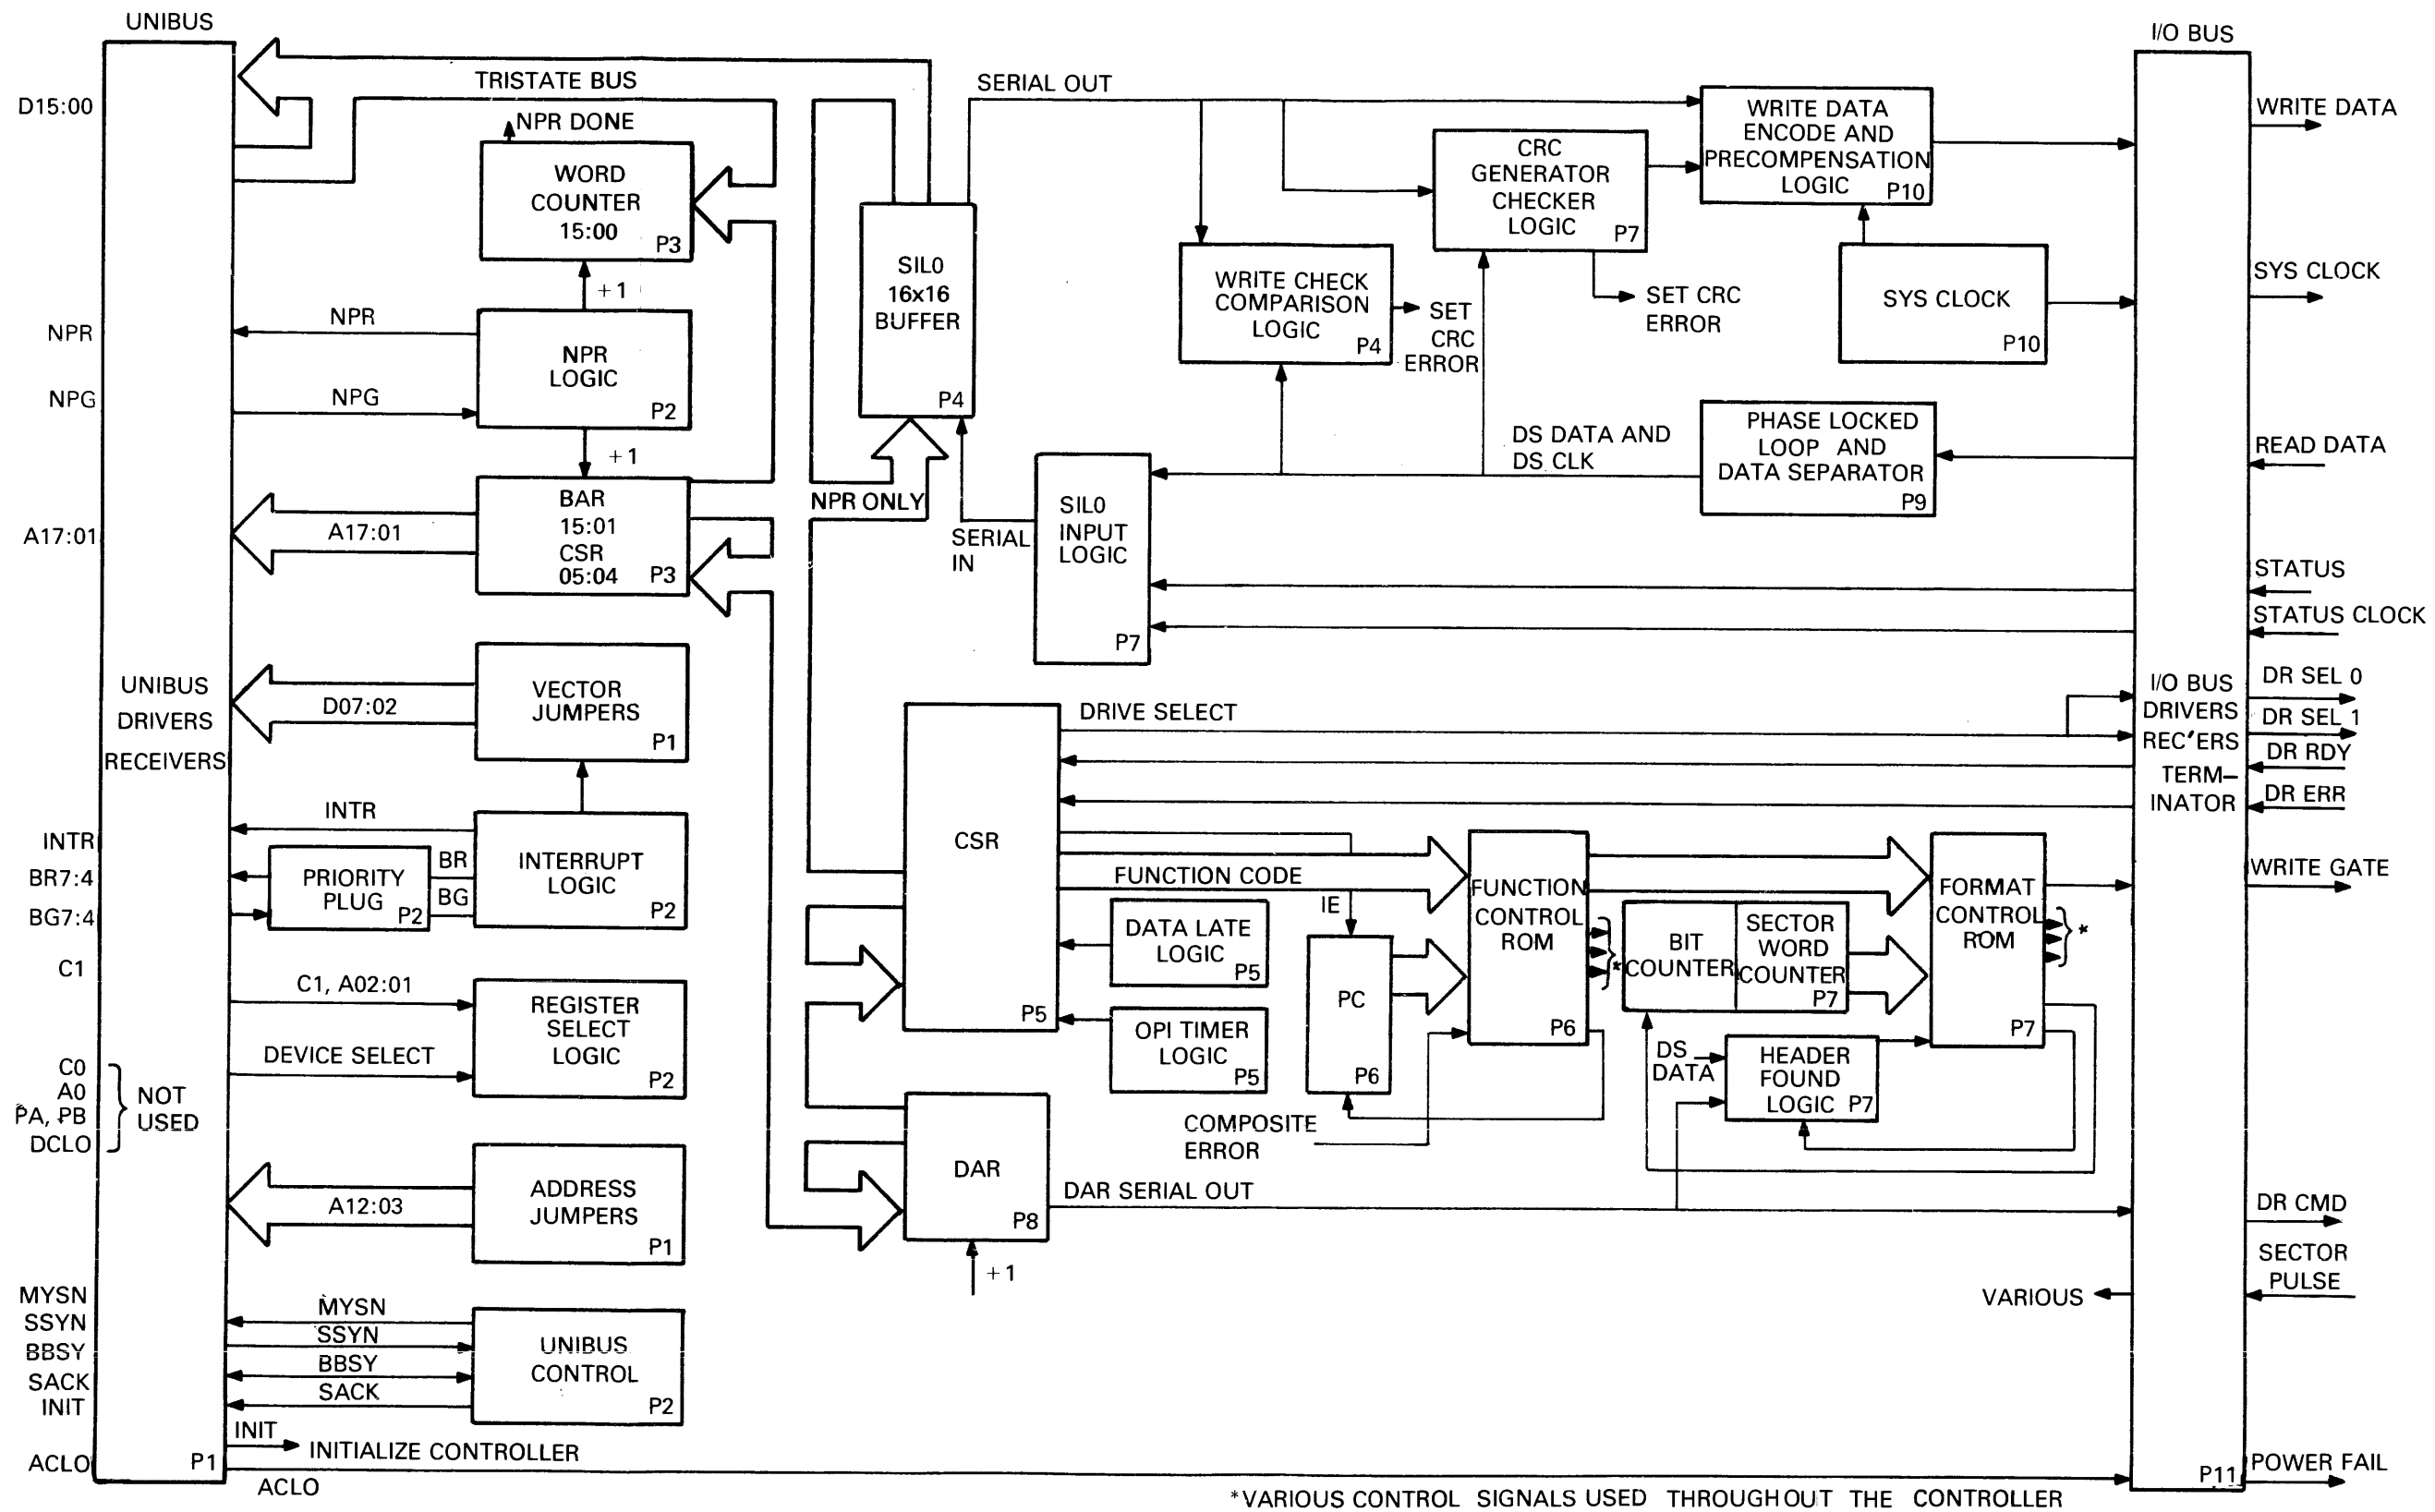 UNIBUS
D15:00
TRISTATE BUS
NPR DONE
WORD
COUNTER
15:00
P3
+1
NPR
NPR
NPR
LOGIC
P2
NPG
NPG
+1
BAR
15:01
CSR
05:04
P3
A17:01
A17:01
VECTOR
JUMPERS
P1
D07:02
UNIBUS
DRIVERS
RECEIVERS
INTR
INTR
INTERRUPT
LOGIC
P2
BR
BG
PRIORITY
PLUG
P2
BR7:4
BG7:4
C1
C1, A02:01
REGISTER
SELECT
LOGIC
P2
DEVICE SELECT
C0
A0
PA, PB
DCLO
NOT
USED
ADDRESS
JUMPERS
P1
A12:03
MYSN
SSYN
BBSY
SACK
INIT
MYSN
SSYN
BBSY
SACK
UNIBUS
CONTROL
P2
INIT
INITIALIZE CONTROLLER
ACLO
P1
ACLO
SERIAL OUT
SILO
16x16
BUFFER
P4
NPR ONLY
SERIAL
IN
SILO
INPUT
LOGIC
P7
WRITE CHECK
COMPARISON
LOGIC
P4
SET
CRC
ERROR
CRC
GENERATOR
CHECKER
LOGIC
P7
SET CRC
ERROR
WRITE DATA
ENCODE AND
PRECOMPENSATION
LOGIC
P10
SYS CLOCK
P10
DS DATA AND
DS CLK
PHASE LOCKED
LOOP AND
DATA SEPARATOR
P9
CSR
P5
DRIVE SELECT
FUNCTION CODE
IE
DATA LATE
LOGIC
P5
OPI TIMER
LOGIC
P5
PC
P6
COMPOSITE
ERROR
FUNCTION
CONTROL
ROM
P6
*
BIT
COUNTER
SECTOR
WORD
COUNTER
P7
DS
DATA
HEADER
FOUND
LOGIC P7
FORMAT
CONTROL
ROM
P7
*
DAR
P8
DAR SERIAL OUT
+1
VARIOUS
I/O BUS
I/O BUS
DRIVERS
REC'ERS
TERM–
INATOR
P11
WRITE DATA
SYS CLOCK
READ DATA
STATUS
STATUS CLOCK
DR SEL 0
DR SEL 1
DR RDY
DR ERR
WRITE GATE
DR CMD
SECTOR
PULSE
POWER FAIL
*VARIOUS CONTROL SIGNALS USED THROUGHOUT THE CONTROLLER